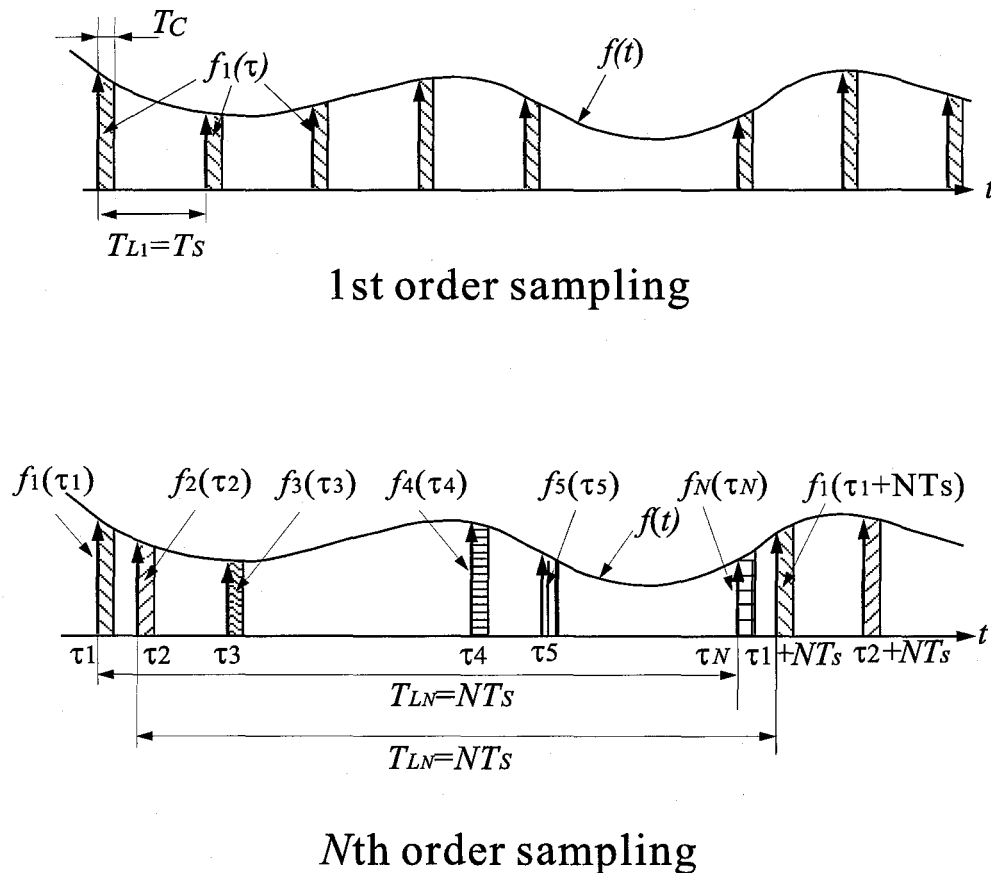 TC
f1(τ)
f(t)
t
TL1=Ts
1st order sampling
f1(τ1)
f2(τ2)
f3(τ3)
f4(τ4)
f5(τ5)
fN(τN)
f1(τ1+NTs)
f(t)
t
τ1
τ2
τ3
τ4
τ5
τN
τ1+NTs
τ2+NTs
TLN=NTs
TLN=NTs
Nth order sampling